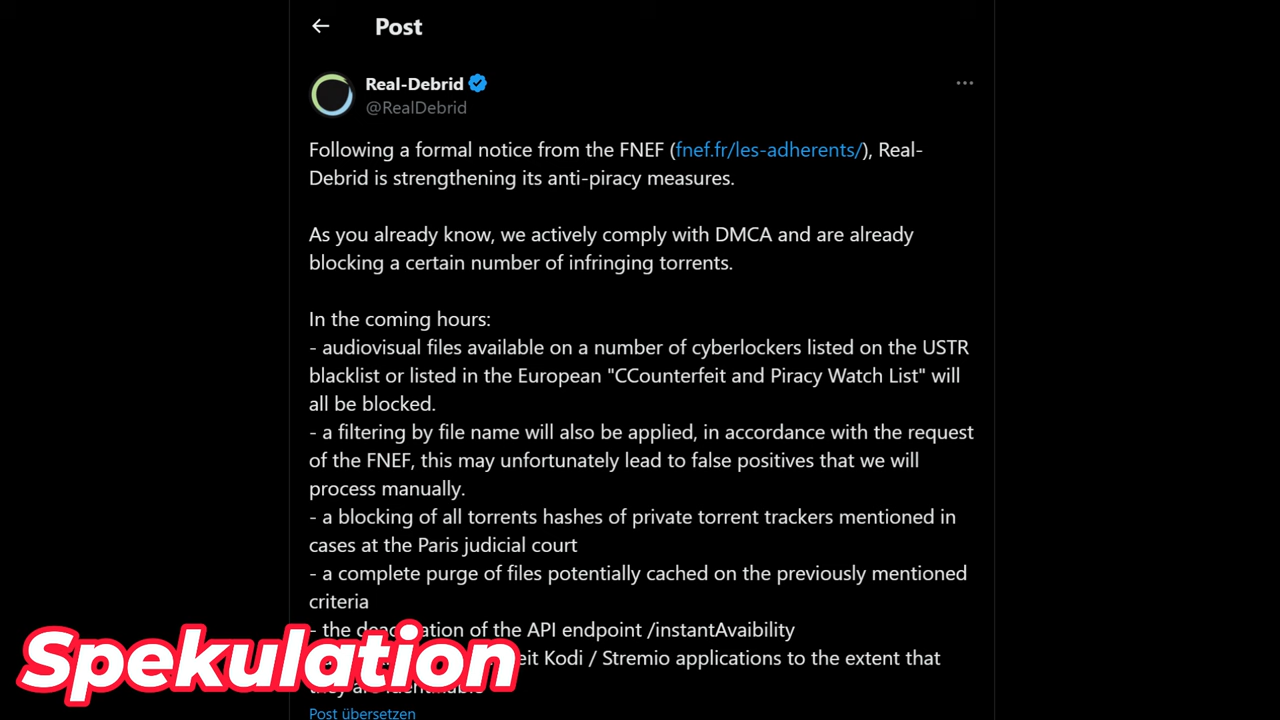 Post
Real-Debrid
@RealDebrid
Following a formal notice from the FNEF (fnef.fr/les-adherents/), Real-
Debrid is strengthening its anti-piracy measures.
As you already know, we actively comply with DMCA and are already
blocking a certain number of infringing torrents.
In the coming hours:
- audiovisual files available on a number of cyberlockers listed on the USTR
blacklist or listed in the European "CCounterfeit and Piracy Watch List" will
all be blocked.
- a filtering by file name will also be applied, in accordance with the request
of the FNEF, this may unfortunately lead to false positives that we will
process manually.
- a blocking of all torrents hashes of private torrent trackers mentioned in
cases at the Paris judicial court
- a complete purge of files potentially cached on the previously mentioned
criteria
- the deactivation of the API endpoint /instantAvaibility
Kodi / Stremio applications to the extent that
they are identifiable
Spekulation
Post übersetzen